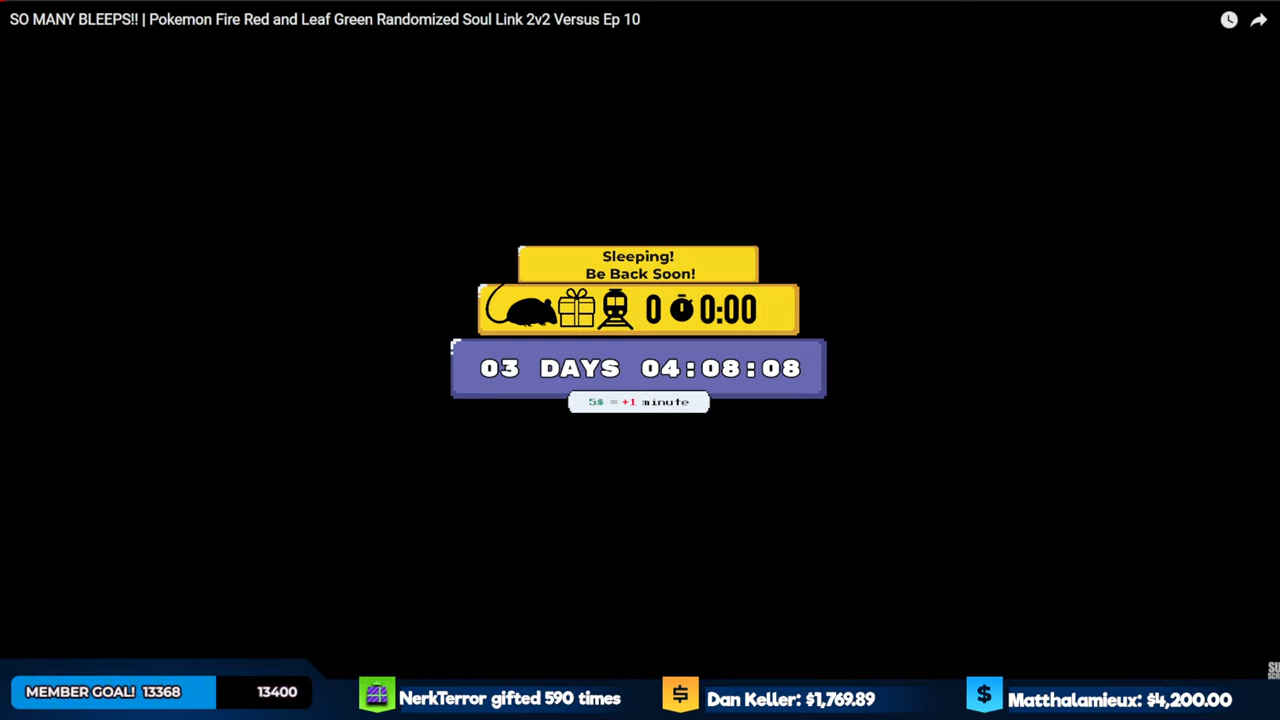 SO MANY BLEEPS!! | Pokemon Fire Red and Leaf Green Randomized Soul Link 2v2 Versus Ep 10
Sleeping!
Be Back Soon!
0 0:00
03 DAYS 04:08:08
5$ = +1 minute
MEMBER GOAL! 13368 13400
NerkTerror gifted 590 times
Dan Keller: $1,769.89
Matthalamieux: $4,200.00